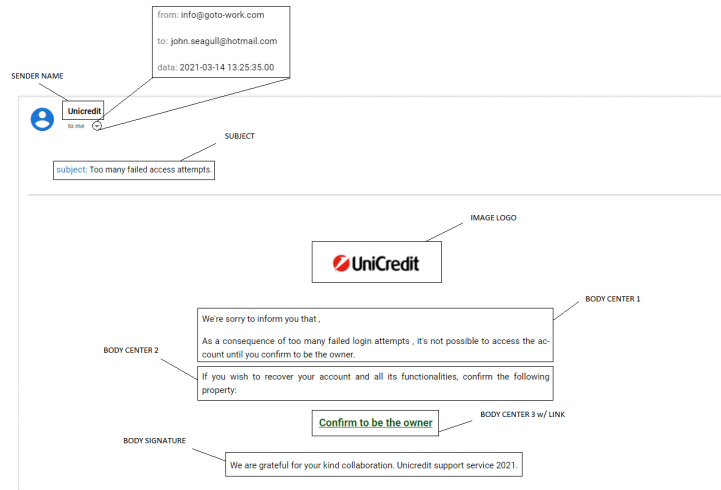 from: info@goto-work.com
to: john.seagull@hotmail.com
data: 2021-03-14 13:25:35.00
SENDER NAME
Unicredit
to me
SUBJECT
subject: Too many failed access attempts.
IMAGE LOGO
UniCredit
BODY CENTER 1
We're sorry to inform you that ,
As a consequence of too many failed login attempts , it's not possible to access the ac-
count until you confirm to be the owner.
BODY CENTER 2
If you wish to recover your account and all its functionalities, confirm the following
property:
Confirm to be the owner
BODY CENTER 3 w/ LINK
BODY SIGNATURE
We are grateful for your kind collaboration. Unicredit support service 2021.